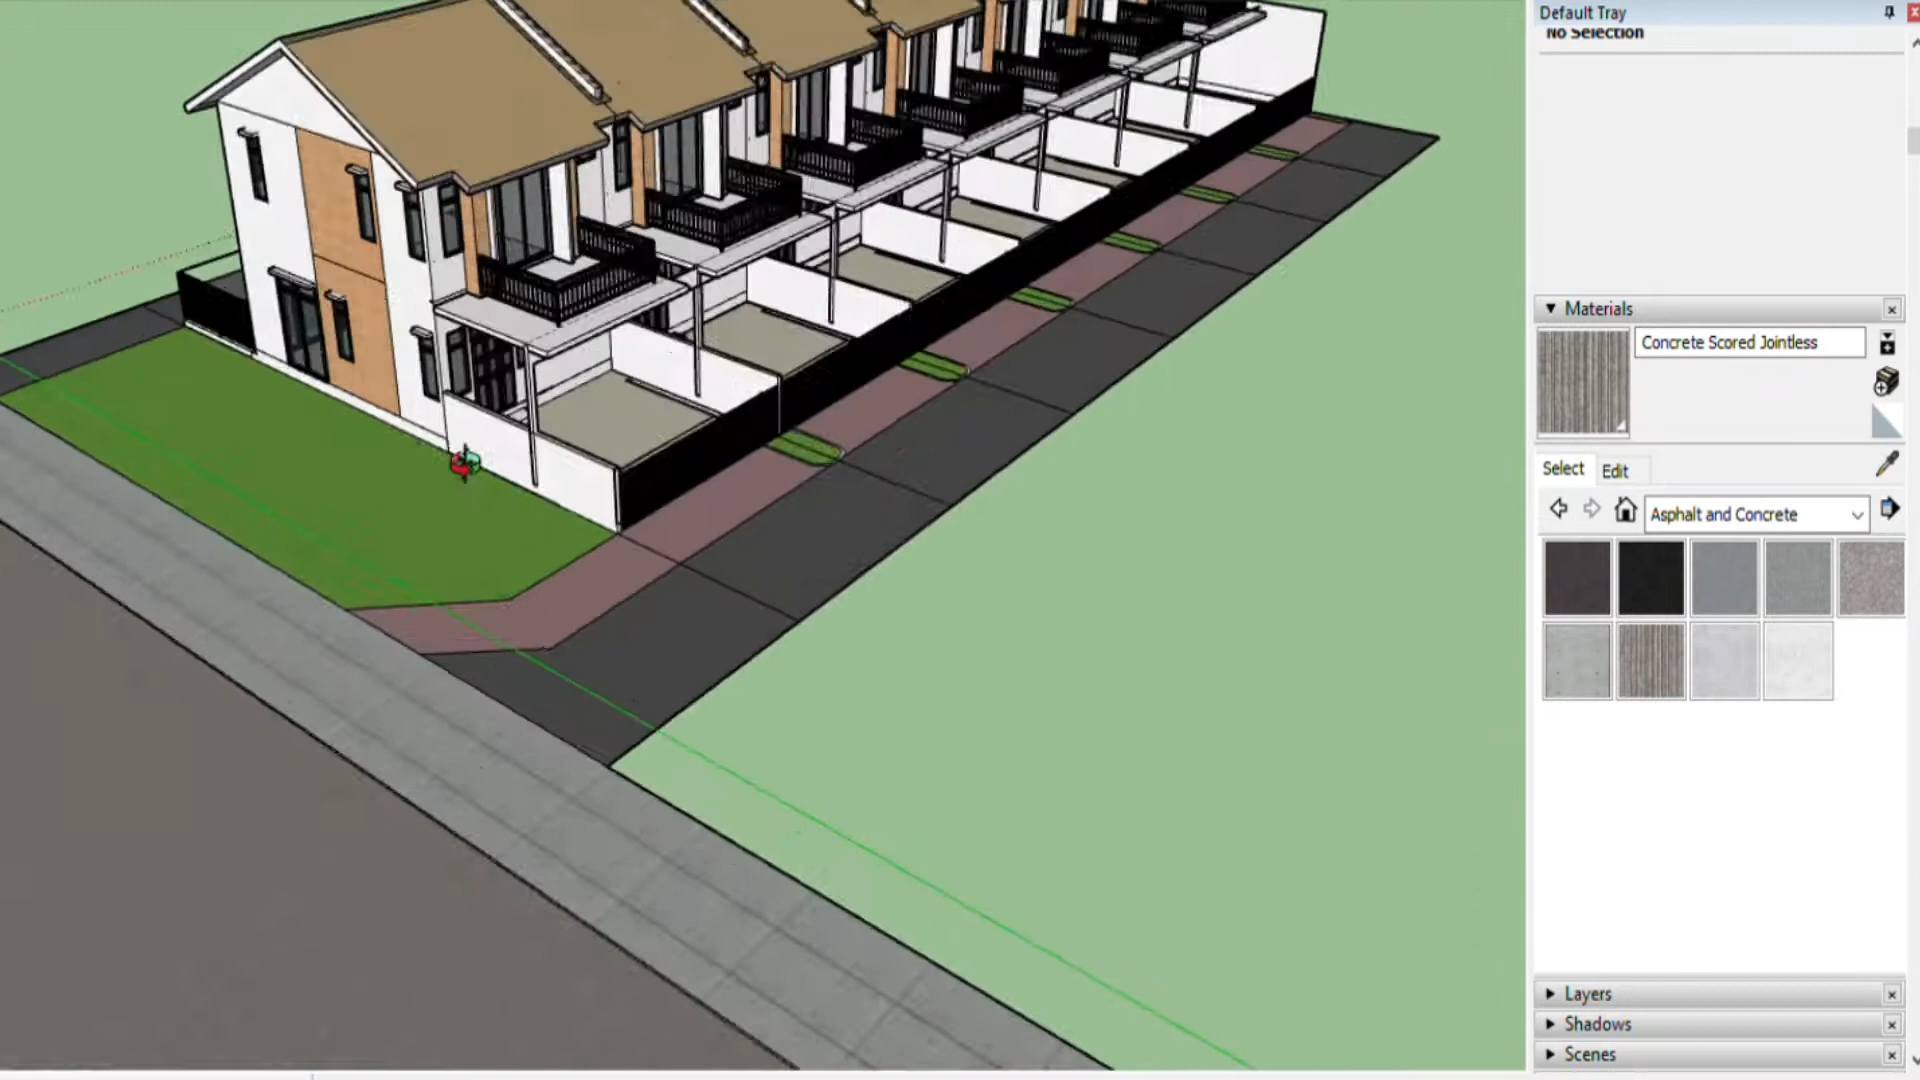 Default Tray
No Selection
Materials
Concrete Scored Jointless
Select
Edit
Asphalt and Concrete
Layers
Shadows
Scenes